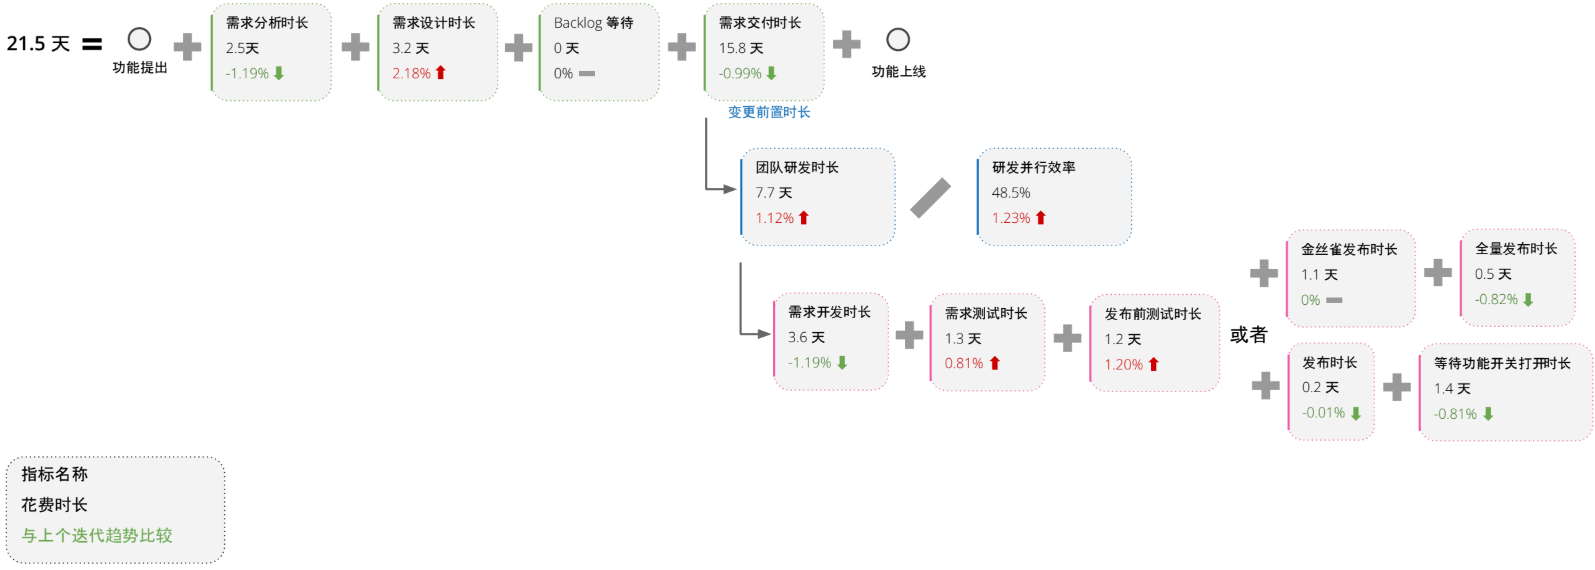 21.5 天 =
功能提出
需求分析时长
2.5天
-1.19%
需求设计时长
3.2 天
2.18%
Backlog 等待
0 天
0%
需求交付时长
15.8 天
-0.99%
功能上线
变更前置时长
团队研发时长
7.7 天
1.12%
研发并行效率
48.5%
1.23%
需求开发时长
3.6 天
-1.19%
需求测试时长
1.3 天
0.81%
发布前测试时长
1.2 天
1.20%
或者
金丝雀发布时长
1.1 天
0%
全量发布时长
0.5 天
-0.82%
发布时长
0.2 天
-0.01%
等待功能开关打开时长
1.4 天
-0.81%
指标名称
花费时长
与上个迭代趋势比较